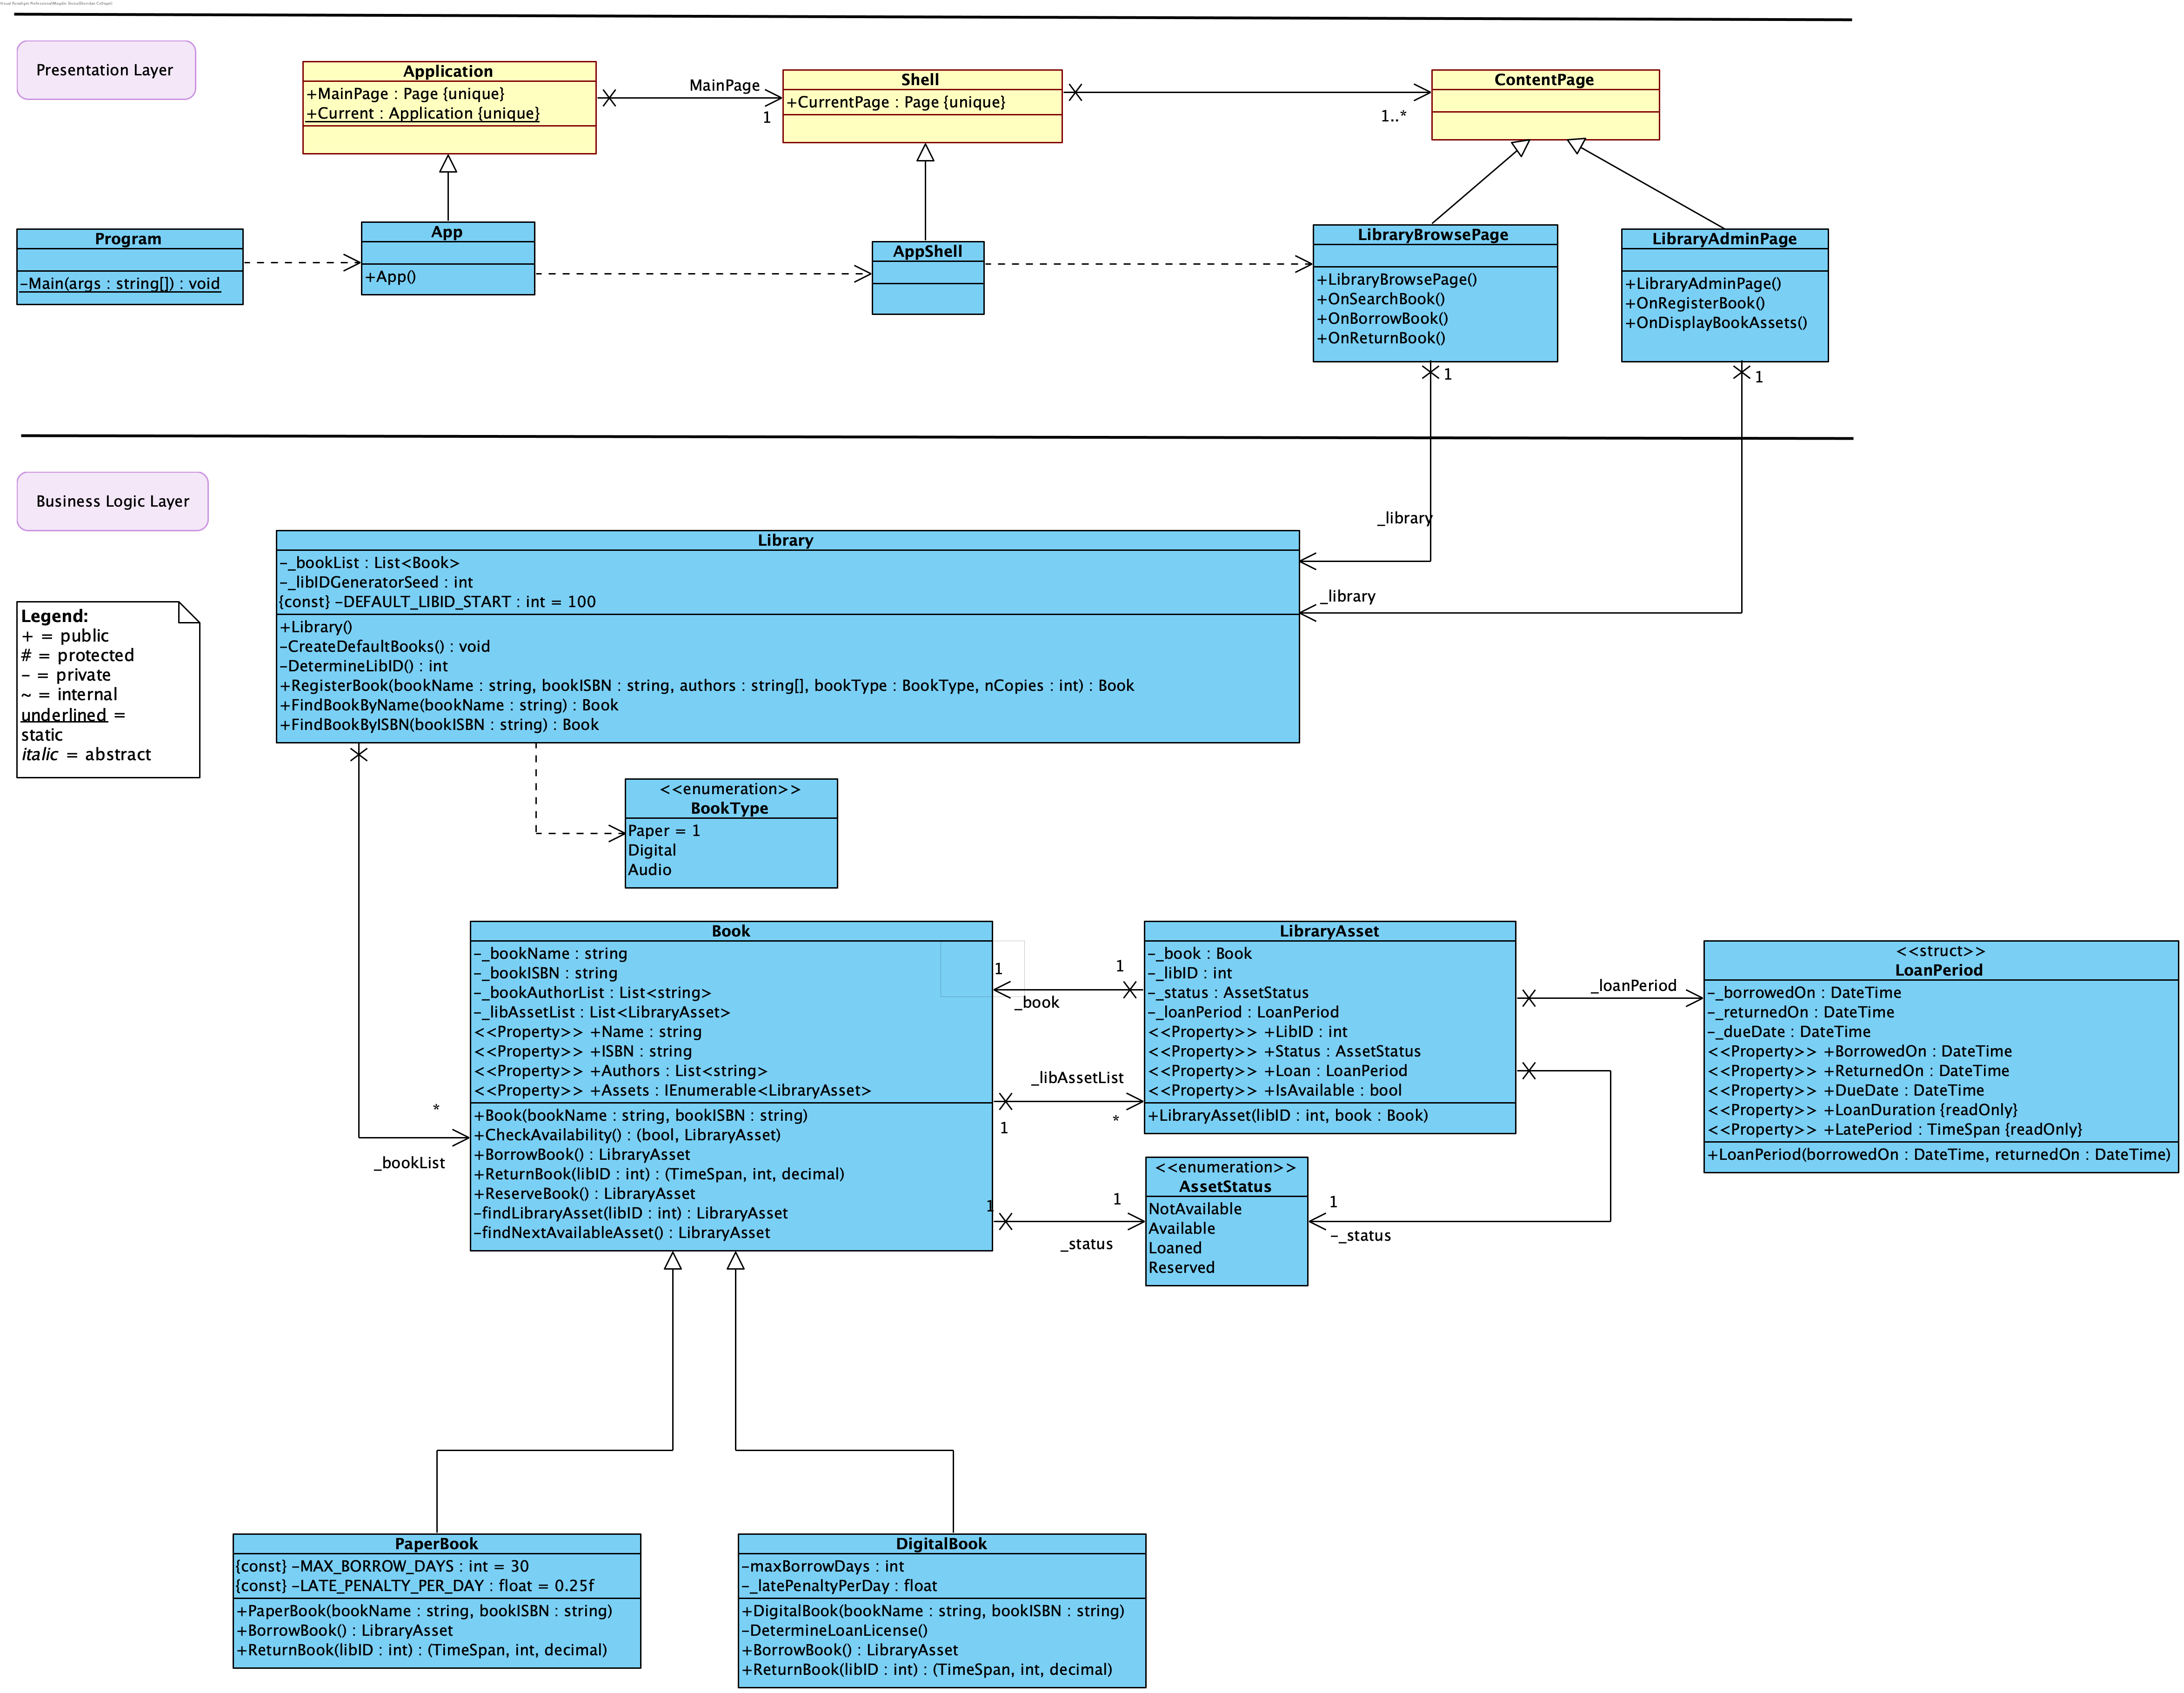 Visual Paradigm Professional(Magdin Stoica(Sheridan College))
Presentation Layer
Application
+MainPage : Page {unique}
+Current : Application {unique}
MainPage
1
Shell
+CurrentPage : Page {unique}
1..*
ContentPage
Program
-Main(args : string[]) : void
App
+App()
AppShell
LibraryBrowsePage
+LibraryBrowsePage()
+OnSearchBook()
+OnBorrowBook()
+OnReturnBook()
1
LibraryAdminPage
+LibraryAdminPage()
+OnRegisterBook()
+OnDisplayBookAssets()
1
Business Logic Layer
_library
_library
Library
-_bookList : List<Book>
-_libIDGeneratorSeed : int
{const} -DEFAULT_LIBID_START : int = 100
+Library()
-CreateDefaultBooks() : void
-DetermineLibID() : int
+RegisterBook(bookName : string, bookISBN : string, authors : string[], bookType : BookType, nCopies : int) : Book
+FindBookByName(bookName : string) : Book
+FindBookByISBN(bookISBN : string) : Book
Legend:
+ = public
# = protected
- = private
~ = internal
underlined =
static
italic = abstract
<<enumeration>>
BookType
Paper = 1
Digital
Audio
*
_bookList
Book
-_bookName : string
-_bookISBN : string
-_bookAuthorList : List<string>
-_libAssetList : List<LibraryAsset>
<<Property>> +Name : string
<<Property>> +ISBN : string
<<Property>> +Authors : List<string>
<<Property>> +Assets : IEnumerable<LibraryAsset>
+Book(bookName : string, bookISBN : string)
+CheckAvailability() : (bool, LibraryAsset)
+BorrowBook() : LibraryAsset
+ReturnBook(libID : int) : (TimeSpan, int, decimal)
+ReserveBook() : LibraryAsset
-findLibraryAsset(libID : int) : LibraryAsset
-findNextAvailableAsset() : LibraryAsset
1
1
_book
_libAssetList
1
*
1
1
_status
LibraryAsset
-_book : Book
-_libID : int
-_status : AssetStatus
-_loanPeriod : LoanPeriod
<<Property>> +LibID : int
<<Property>> +Status : AssetStatus
<<Property>> +Loan : LoanPeriod
<<Property>> +IsAvailable : bool
+LibraryAsset(libID : int, book : Book)
_loanPeriod
<<struct>>
LoanPeriod
-_borrowedOn : DateTime
-_returnedOn : DateTime
-_dueDate : DateTime
<<Property>> +BorrowedOn : DateTime
<<Property>> +ReturnedOn : DateTime
<<Property>> +DueDate : DateTime
<<Property>> +LoanDuration {readOnly}
<<Property>> +LatePeriod : TimeSpan {readOnly}
+LoanPeriod(borrowedOn : DateTime, returnedOn : DateTime)
<<enumeration>>
AssetStatus
NotAvailable
Available
Loaned
Reserved
1
-_status
PaperBook
{const} -MAX_BORROW_DAYS : int = 30
{const} -LATE_PENALTY_PER_DAY : float = 0.25f
+PaperBook(bookName : string, bookISBN : string)
+BorrowBook() : LibraryAsset
+ReturnBook(libID : int) : (TimeSpan, int, decimal)
DigitalBook
-maxBorrowDays : int
-_latePenaltyPerDay : float
+DigitalBook(bookName : string, bookISBN : string)
-DetermineLoanLicense()
+BorrowBook() : LibraryAsset
+ReturnBook(libID : int) : (TimeSpan, int, decimal)